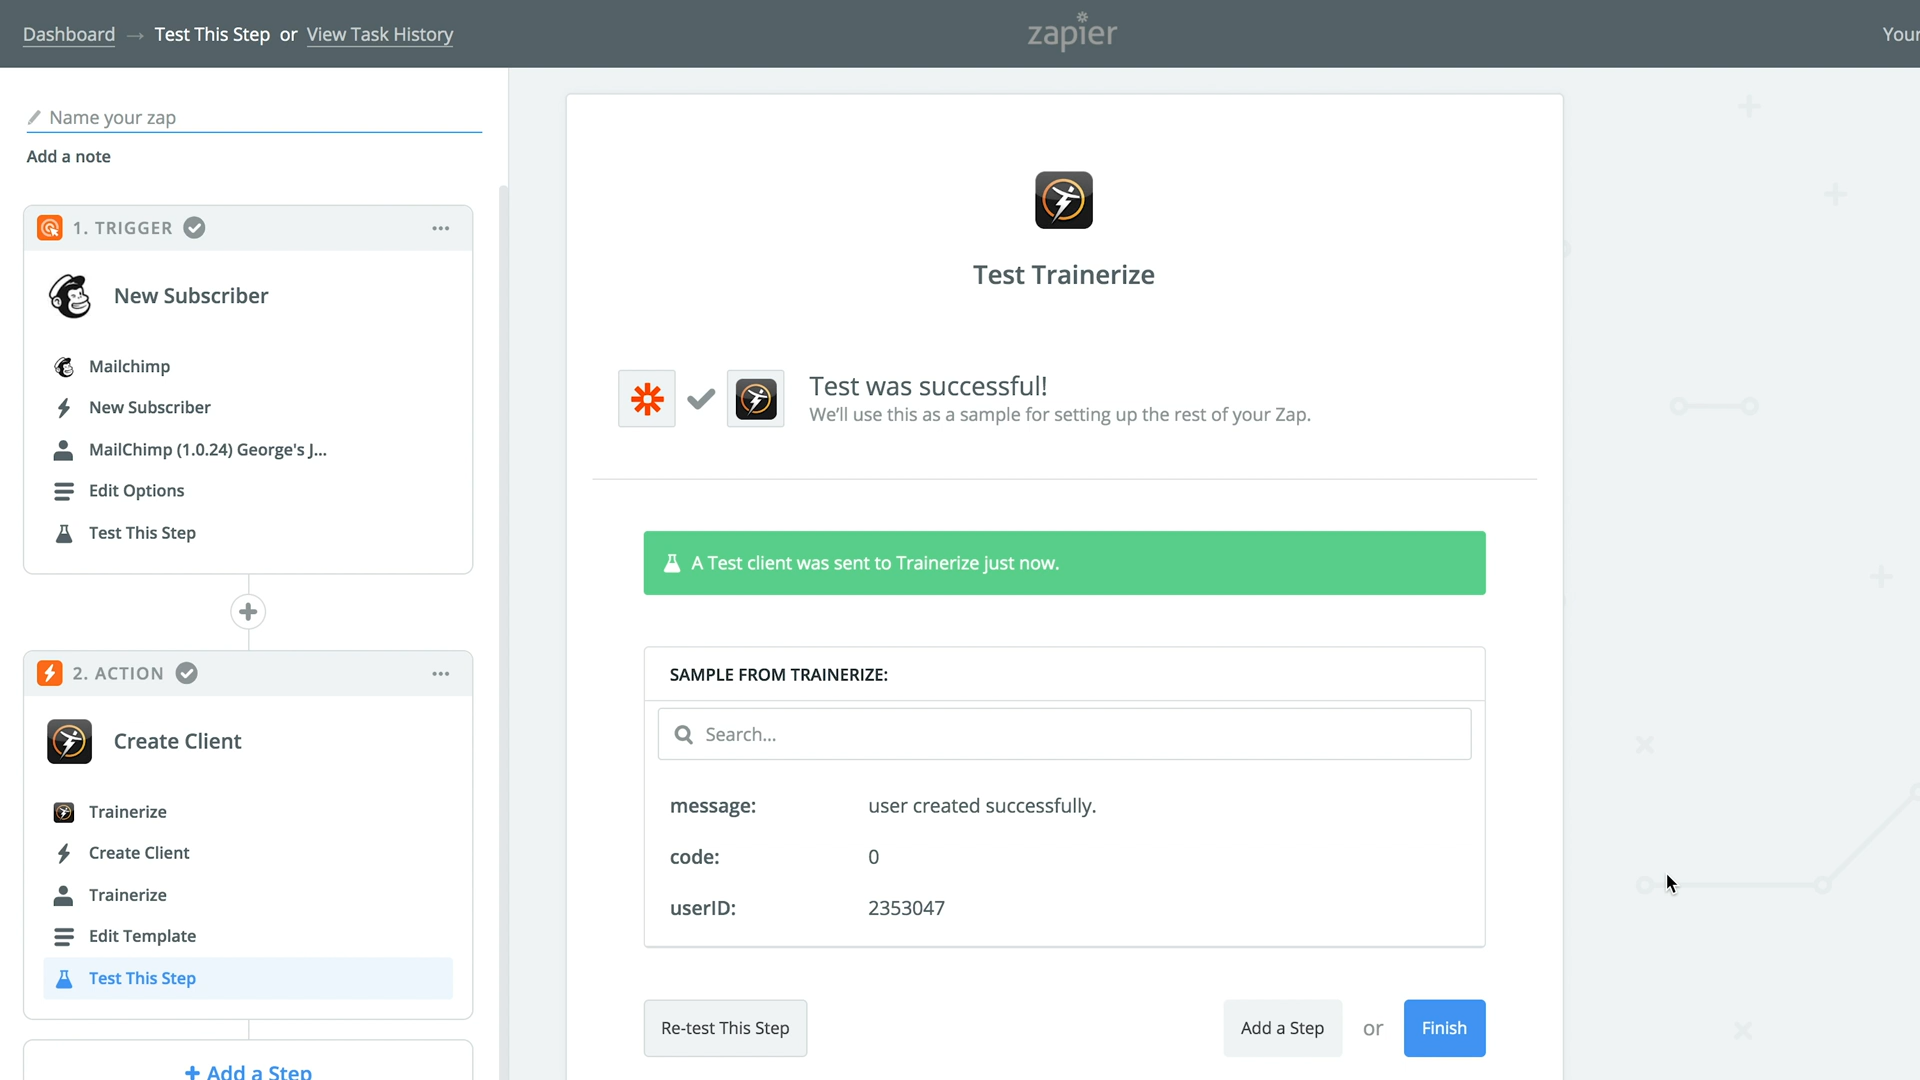 Dashboard → Test This Step or View Task History
zapier
Your
Name your zap
Add a note
1. TRIGGER
New Subscriber
Mailchimp
New Subscriber
MailChimp (1.0.24) George's J...
Edit Options
Test This Step
2. ACTION
Create Client
Trainerize
Create Client
Trainerize
Edit Template
Test This Step
+ Add a Step
Test Trainerize
Test was successful!
We'll use this as a sample for setting up the rest of your Zap.
A Test client was sent to Trainerize just now.
SAMPLE FROM TRAINERIZE:
Search...
message: user created successfully.
code: 0
userID: 2353047
Re-test This Step
Add a Step or Finish